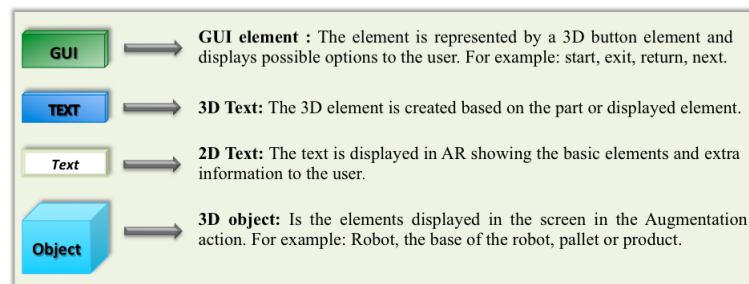 GUI
GUI element : The element is represented by a 3D button element and
displays possible options to the user. For example: start, exit, return, next.
TEXT
3D Text: The 3D element is created based on the part or displayed element.
Text
2D Text: The text is displayed in AR showing the basic elements and extra
information to the user.
Object
3D object: Is the elements displayed in the screen in the Augmentation
action. For example: Robot, the base of the robot, pallet or product.